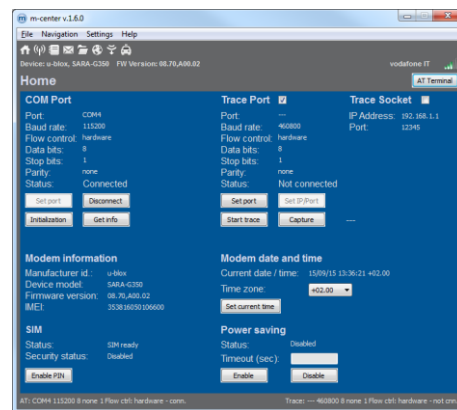 m-center v.1.6.0
File Navigation Settings Help
Device: u-blox, SARA-G350 FW Version: 08.70,A00.02 vodafone IT
Home AT Terminal
COM Port
Port: COM4
Baud rate: 115200
Flow control: hardware
Data bits: 8
Stop bits: 1
Parity: none
Status: Connected
Set port Disconnect
Initialization Get info
Trace Port
Port: ---
Baud rate: 460800
Flow control: hardware
Data bits: 8
Stop bits: 1
Parity: none
Status: Not connected
Set port Set IP/Port
Start trace Capture ---
Trace Socket
IP Address: 192.168.1.1
Port: 12345
Modem information
Manufacturer id.: u-blox
Device model: SARA-G350
Firmware version: 08.70,A00.02
IMEI: 353816050106600
Modem date and time
Current date / time: 15/09/15 13:36:21 +02.00
Time zone: +02.00
Set current time
SIM
Status: SIM ready
Security status: Disabled
Enable PIN
Power saving
Status: Disabled
Timeout (sec):
Enable Disable
AT: COM4 115200 8 none 1 Flow ctrl: hardware - conn. Trace: --- 460800 8 none 1 Flow ctrl: hardware - not cnn.